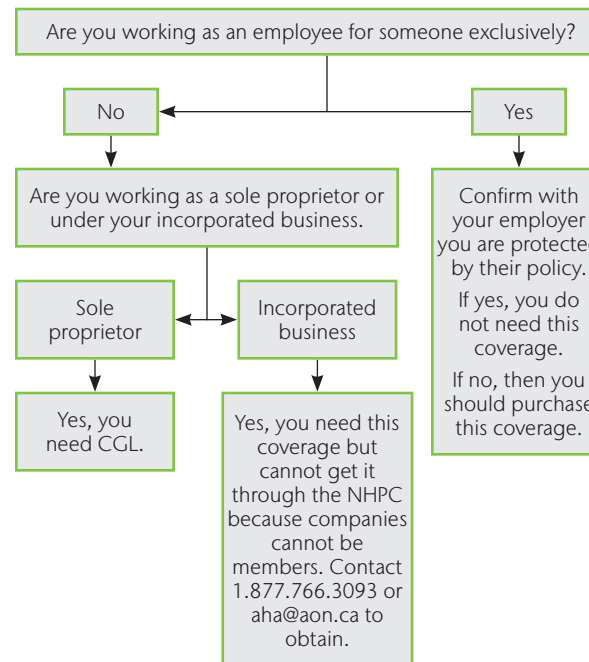 Are you working as an employee for someone exclusively?
No
Yes
Are you working as a sole proprietor or
under your incorporated business.
Confirm with
your employer
you are protected
by their policy.
If yes, you do
not need this
coverage.
If no, then you
should purchase
this coverage.
Sole
proprietor
Incorporated
business
Yes, you
need CGL.
Yes, you need this
coverage but
cannot get it
through the NHPC
because companies
cannot be
members. Contact
1.877.766.3093 or
aha@aon.ca to
obtain.